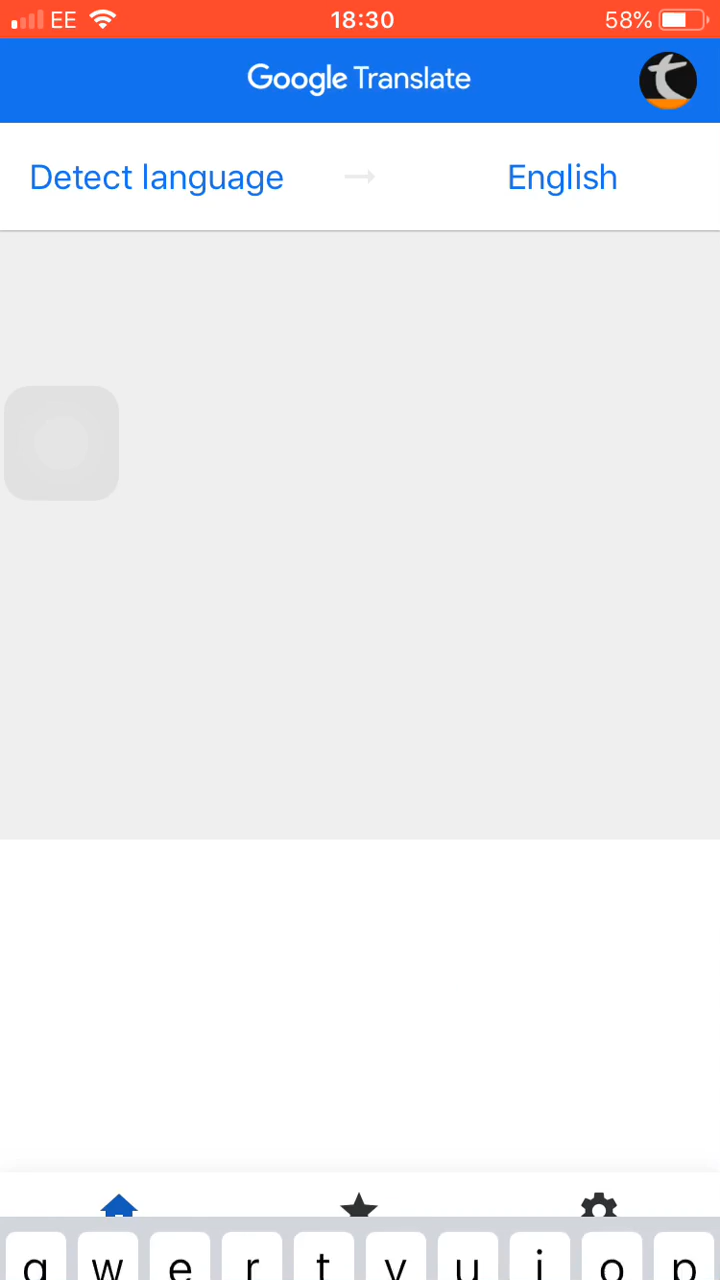 EE 18:30 58%
Google Translate
Detect language → English
q w e r t y u i o p